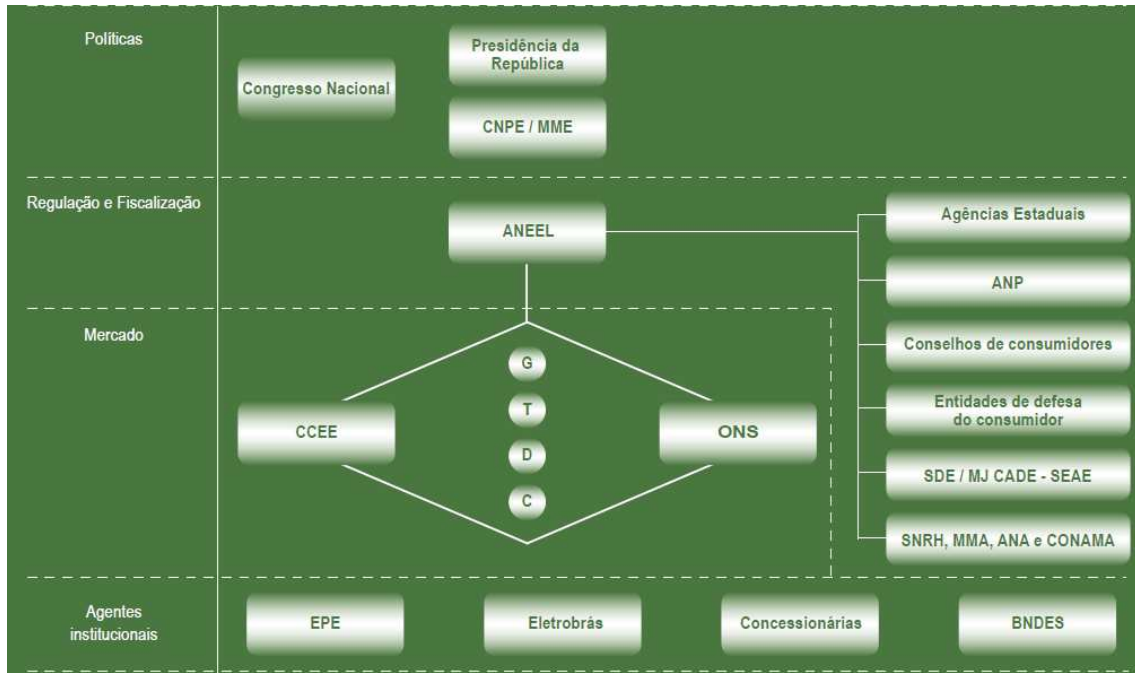 Políticas
Congresso Nacional
Presidência da
República
CNPE / MME
Regulação e Fiscalização
ANEEL
Agências Estaduais
ANP
Conselhos de consumidores
Entidades de defesa
do consumidor
SDE / MJ CADE - SEAE
SNRH, MMA, ANA e CONAMA
Mercado
CCEE
G
T
D
C
ONS
Agentes
institucionais
EPE
Eletrobrás
Concessionárias
BNDES